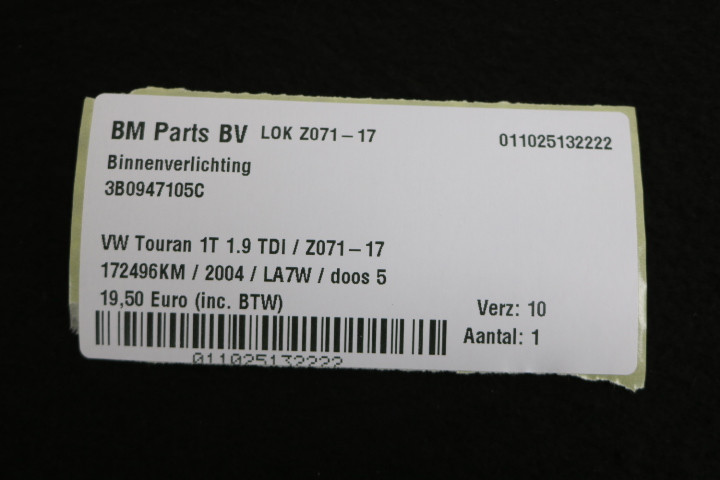 BM Parts BV LOK Z071-17 011025132222
Binnenverlichting
3B0947105C
VW Touran 1T 1.9 TDI / Z071-17
172496KM / 2004 / LA7W / doos 5
19,50 Euro (inc. BTW) Verz: 10
Aantal: 1
011025132222